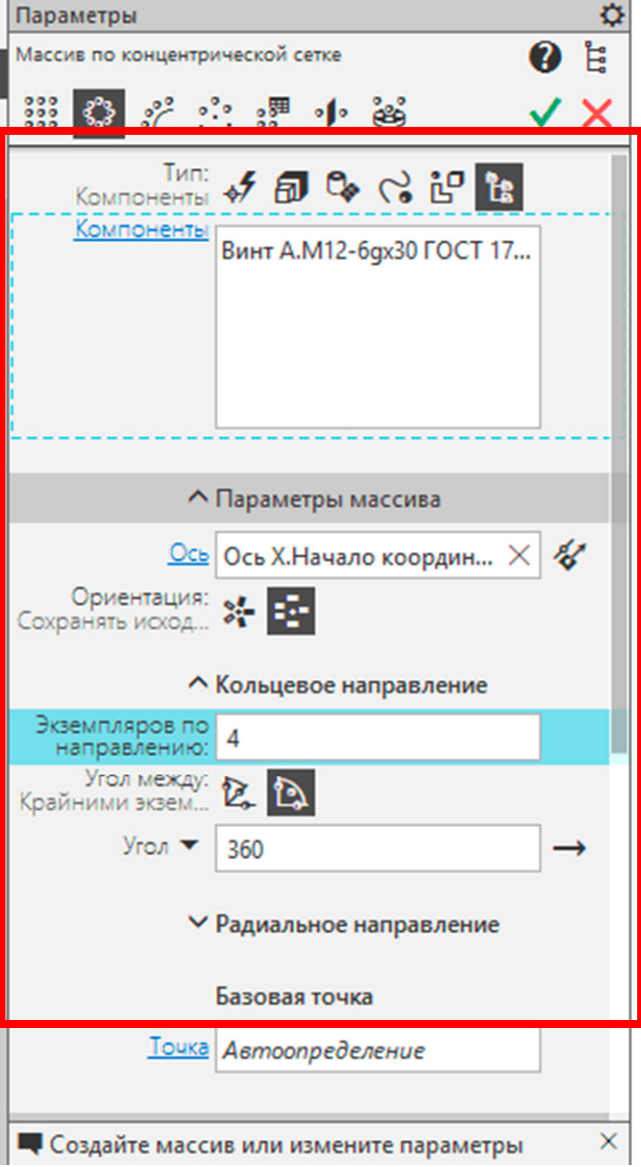 Параметры
Массив по концентрической сетке
Тип:
Компоненты
Компоненты
Винт А.М12-6gx30 ГОСТ 17...
Параметры массива
Ось
Ось X.Начало координ...
Ориентация:
Сохранять исход...
Кольцевое направление
Экземпляров по
направлению:
4
Угол между:
Крайними экзем...
Угол
360
Радиальное направление
Базовая точка
Точка
Автоопределение
Создайте массив или измените параметры